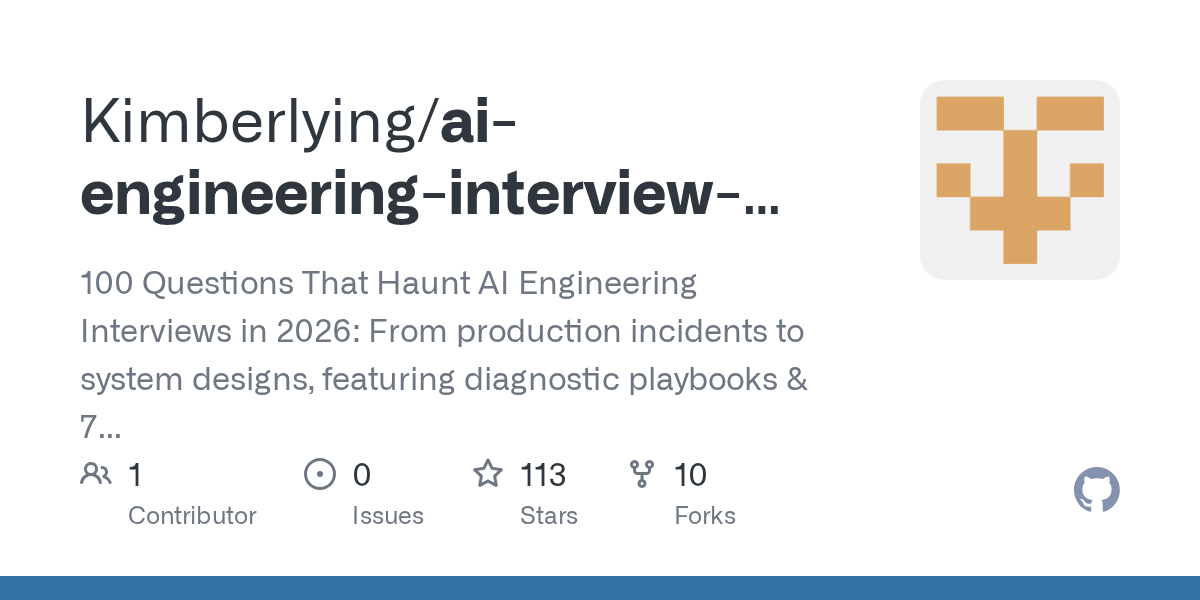 Kimberlying/ai-
engineering-interview-...
100 Questions That Haunt AI Engineering
Interviews in 2026: From production incidents to
system designs, featuring diagnostic playbooks &
7...
1 0 113 10
Contributor Issues Stars Forks